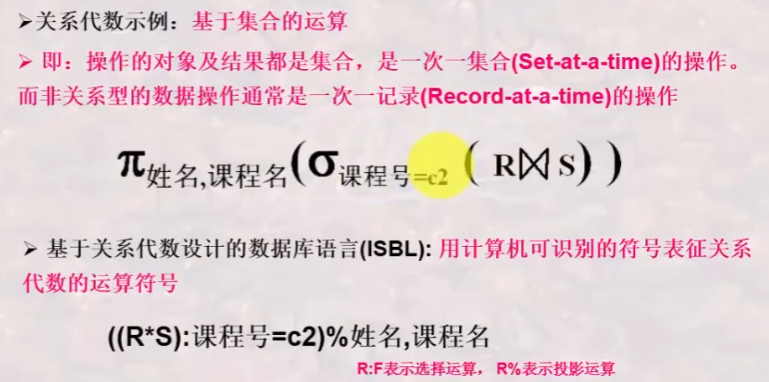 ➢关系代数示例：基于集合的运算
➢ 即：操作的对象及结果都是集合，是一次一集合(Set-at-a-time)的操作。
而非关系型的数据操作通常是一次一记录(Record-at-a-time)的操作
π姓名,课程名(σ课程号=c2 ( R⋈S) )
➢ 基于关系代数设计的数据库语言(ISBL): 用计算机可识别的符号表征关系
代数的运算符号
((R*S):课程号=c2)%姓名,课程名
R:F表示选择运算， R%表示投影运算